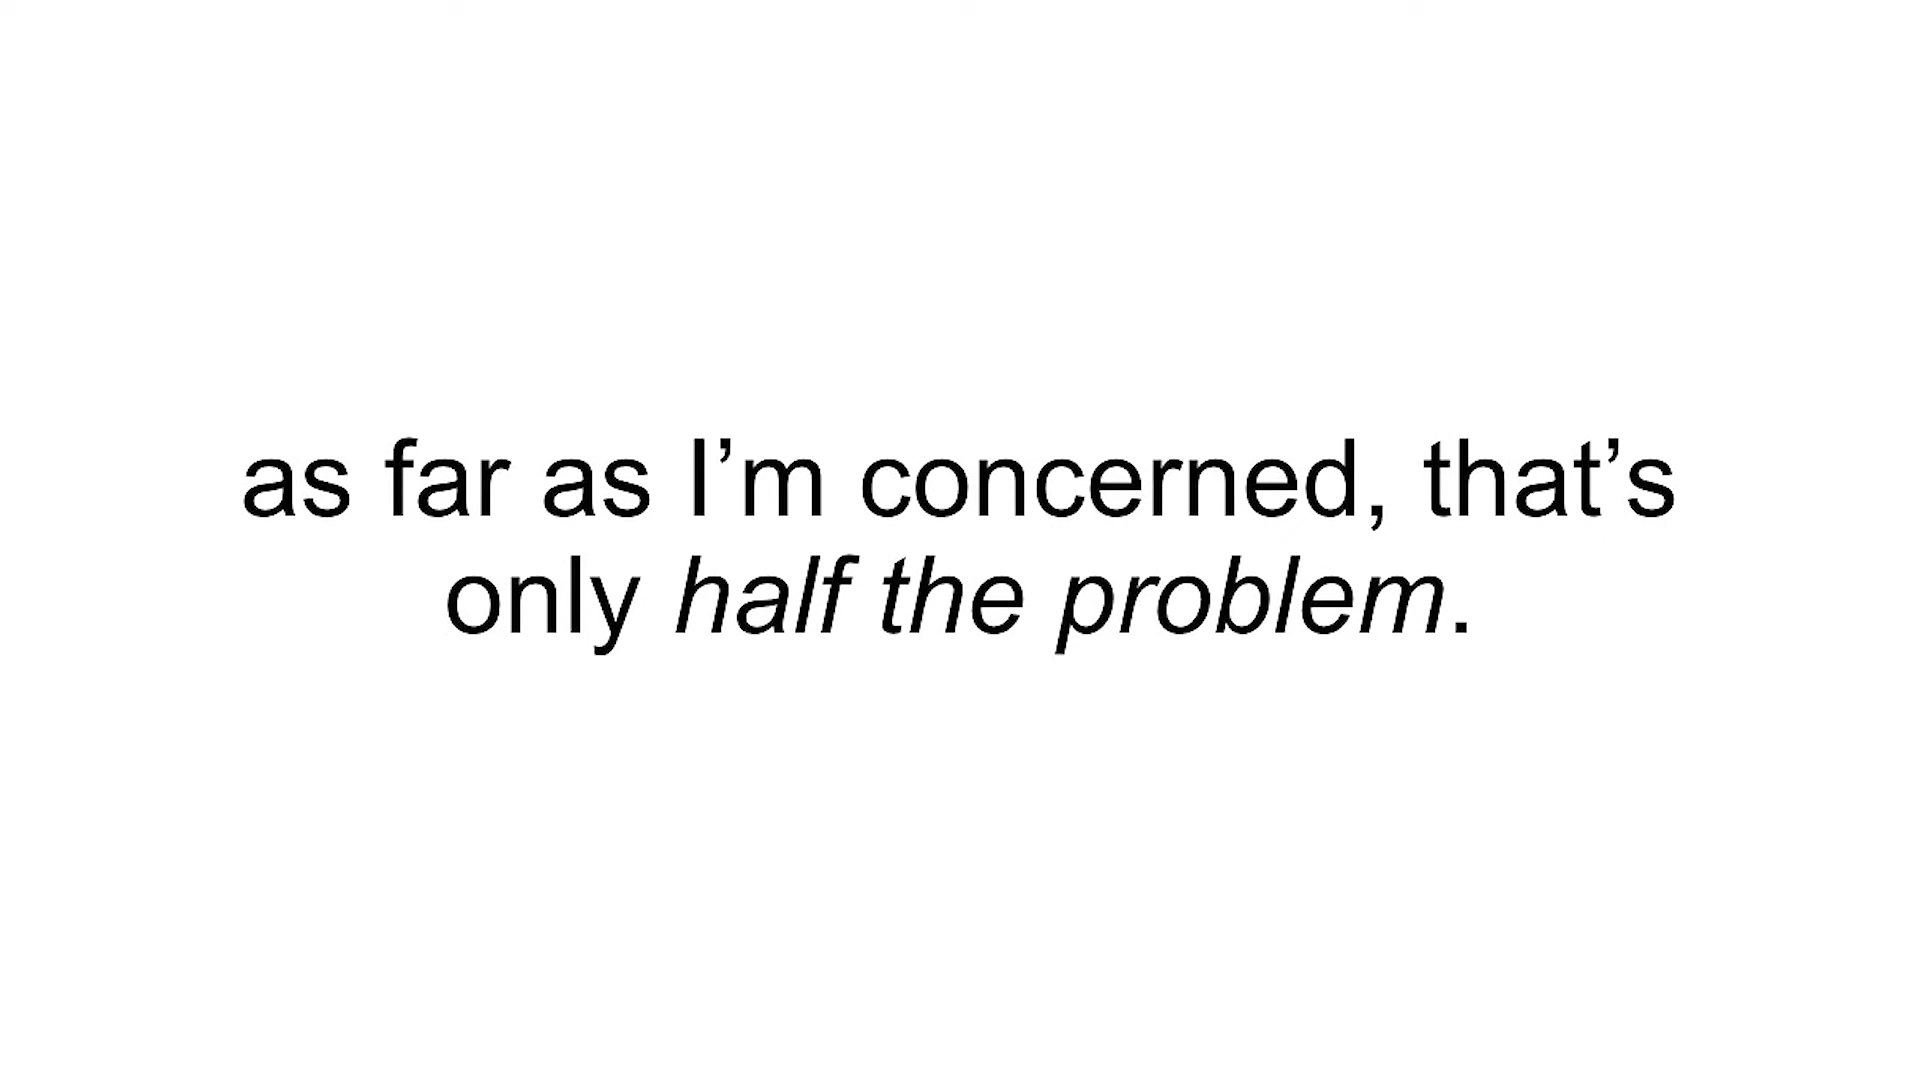 as far as I’m concerned, that’s
only half the problem.